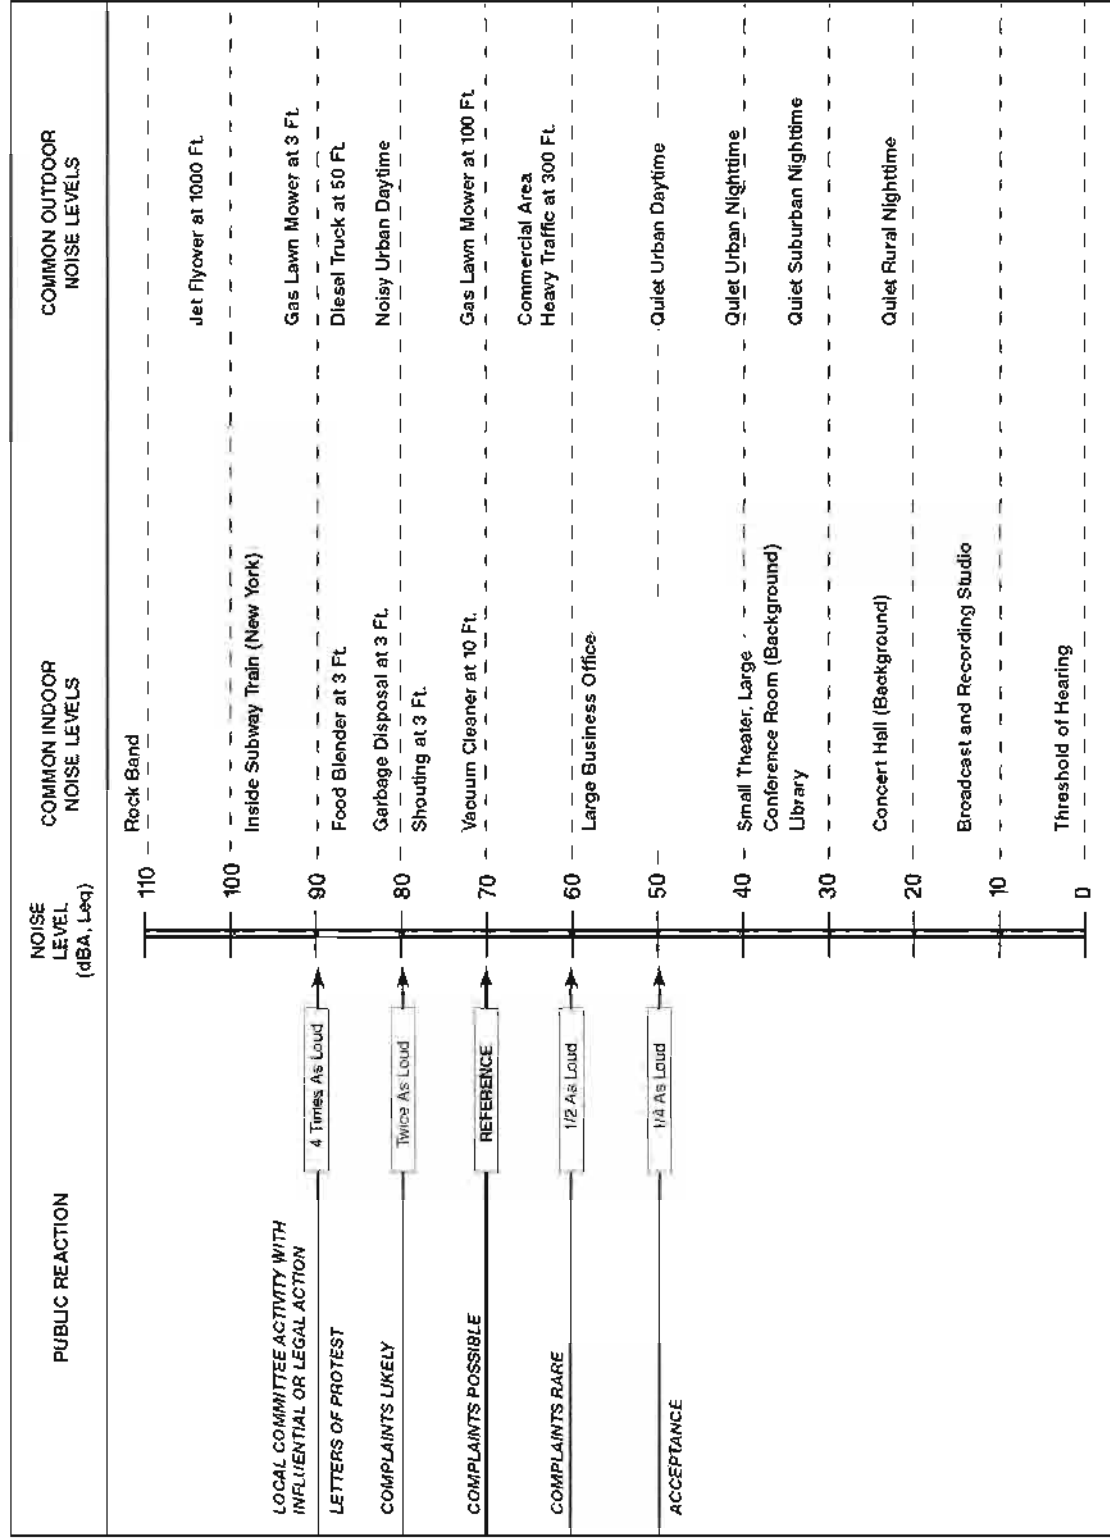 PUBLIC REACTION
NOISE
LEVEL
(dBA, Leq)
COMMON INDOOR
NOISE LEVELS
COMMON OUTDOOR
NOISE LEVELS
LOCAL COMMITTEE ACTIVITY WITH
INFLUENTIAL OR LEGAL ACTION
LETTERS OF PROTEST
COMPLAINTS LIKELY
COMPLAINTS POSSIBLE
COMPLAINTS RARE
ACCEPTANCE
4 Times As Loud
Twice As Loud
REFERENCE
1/2 As Loud
1/4 As Loud
110
100
90
80
70
60
50
40
30
20
10
0
Rock Band
Inside Subway Train (New York)
Food Blender at 3 Ft.
Garbage Disposal at 3 Ft.
Shouting at 3 Ft.
Vacuum Cleaner at 10 Ft.
Large Business Office
Small Theater, Large
Conference Room (Background)
Library
Concert Hall (Background)
Broadcast and Recording Studio
Threshold of Hearing
Jet Flyover at 1000 Ft.
Gas Lawn Mower at 3 Ft.
Diesel Truck at 50 Ft.
Noisy Urban Daytime
Gas Lawn Mower at 100 Ft.
Commercial Area
Heavy Traffic at 300 Ft.
Quiet Urban Daytime
Quiet Urban Nighttime
Quiet Suburban Nighttime
Quiet Rural Nighttime